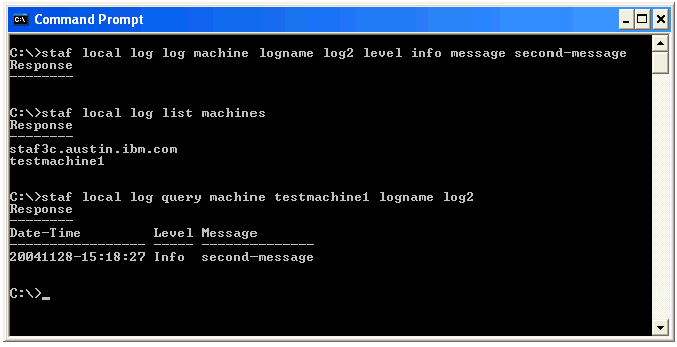 Command Prompt
C:\>staf local log log machine logname log2 level info message second-message
Response
--------
C:\>staf local log list machines
Response
--------
staf3c.austin.ibm.com
testmachine1
C:\>staf local log query machine testmachine1 logname log2
Response
--------
Date-Time         Level Message
----------------- ----- --------------
20041128-15:18:27 Info  second-message
C:\>_